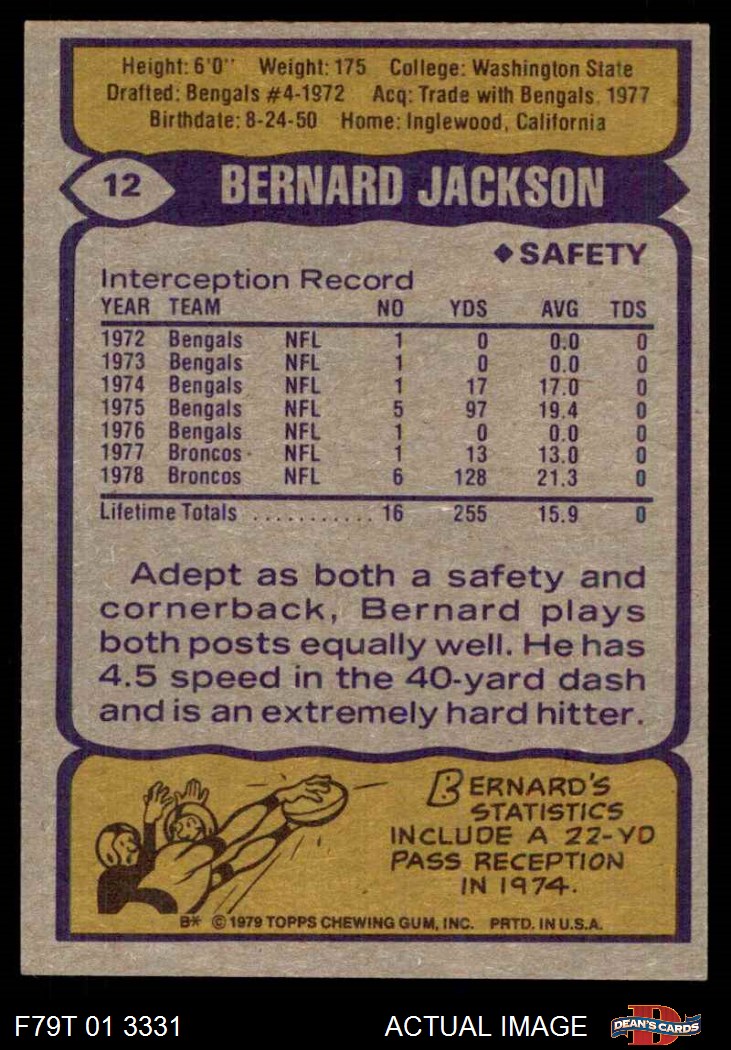 Height: 6'0" Weight: 175 College: Washington State
Drafted: Bengals #4-1972 Acq: Trade with Bengals, 1977
Birthdate: 8-24-50 Home: Inglewood, California
12 BERNARD JACKSON
◆ SAFETY
Interception Record
YEAR TEAM NO YDS AVG TDS
1972 Bengals NFL 1 0 0.0 0
1973 Bengals NFL 1 0 0.0 0
1974 Bengals NFL 1 17 17.0 0
1975 Bengals NFL 5 97 19.4 0
1976 Bengals NFL 1 0 0.0 0
1977 Broncos NFL 1 13 13.0 0
1978 Broncos NFL 6 128 21.3 0
Lifetime Totals ........... 16 255 15.9 0
Adept as both a safety and
cornerback, Bernard plays
both posts equally well. He has
4.5 speed in the 40-yard dash
and is an extremely hard hitter.
BERNARD'S
STATISTICS
INCLUDE A 22-YD
PASS RECEPTION
IN 1974.
B* © 1979 TOPPS CHEWING GUM, INC. PRTD. IN U.S.A.
F79T 01 3331 ACTUAL IMAGE
D
DEAN'S CARDS